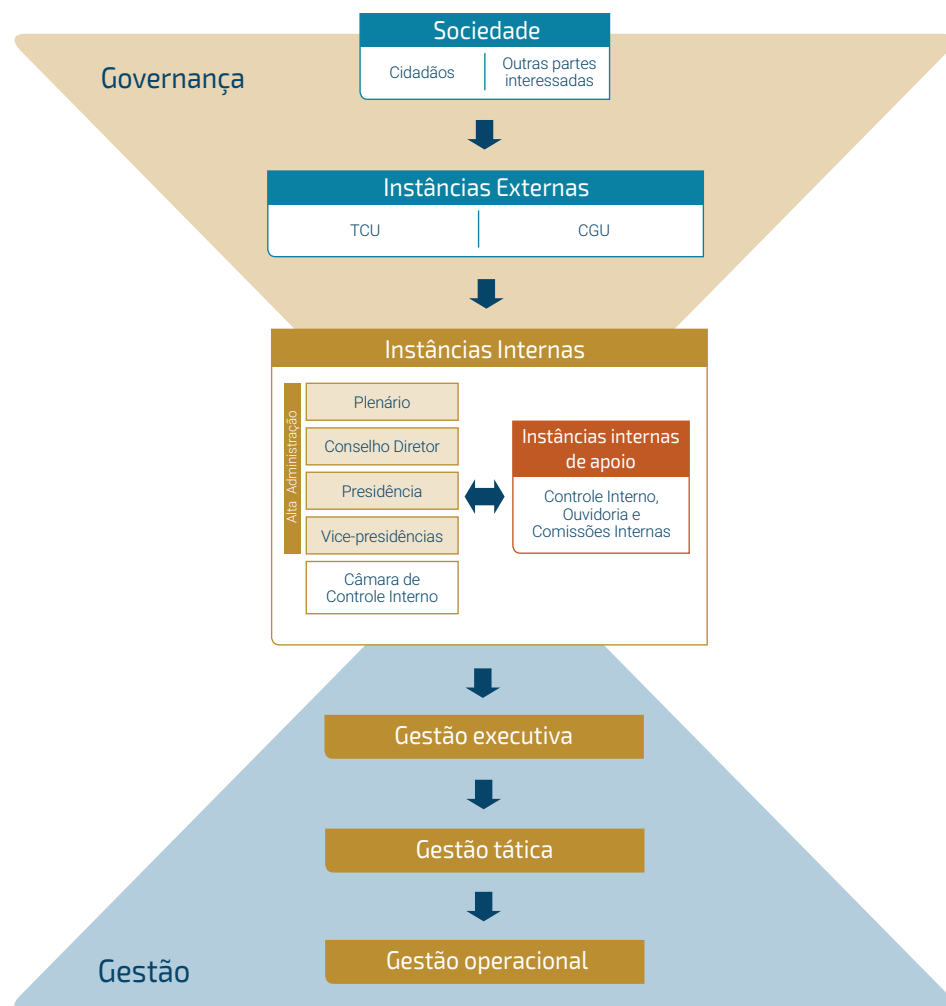 Governança
Sociedade
Cidadãos
Outras partes
interessadas
Instâncias Externas
TCU
CGU
Instâncias Internas
Alta Administração
Plenário
Conselho Diretor
Presidência
Vice-presidências
Câmara de
Controle Interno
Instâncias internas
de apoio
Controle Interno,
Ouvidoria e
Comissões Internas
Gestão executiva
Gestão tática
Gestão operacional
Gestão